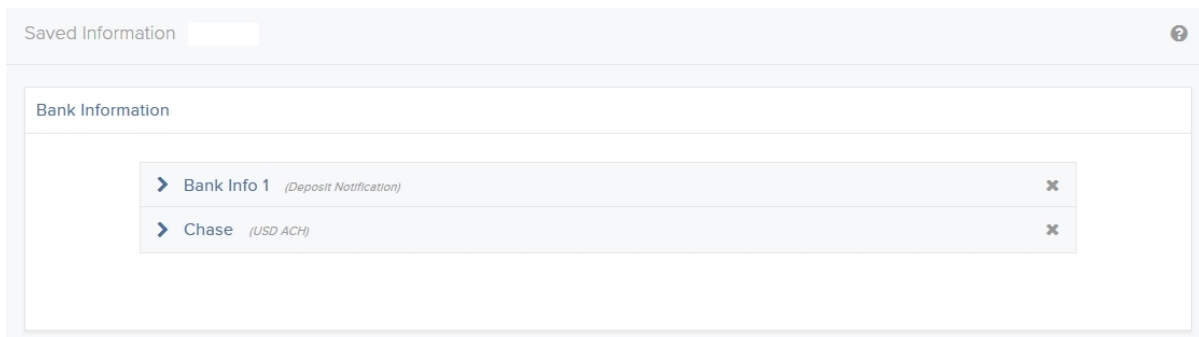 Saved Information
Bank Information
Bank Info 1 (Deposit Notification)
Chase (USD ACH)